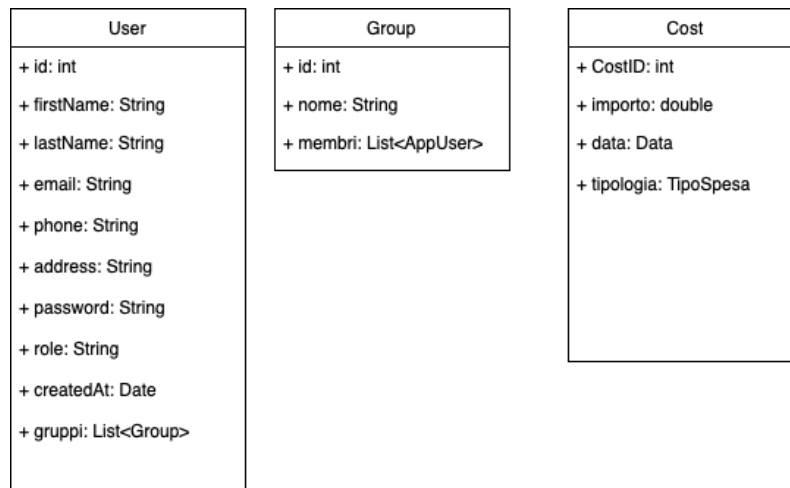 User
+ id: int
+ firstName: String
+ lastName: String
+ email: String
+ phone: String
+ address: String
+ password: String
+ role: String
+ createdAt: Date
+ gruppi: List<Group>
Group
+ id: int
+ nome: String
+ membri: List<AppUser>
Cost
+ CostID: int
+ importo: double
+ data: Data
+ tipologia: TipoSpesa